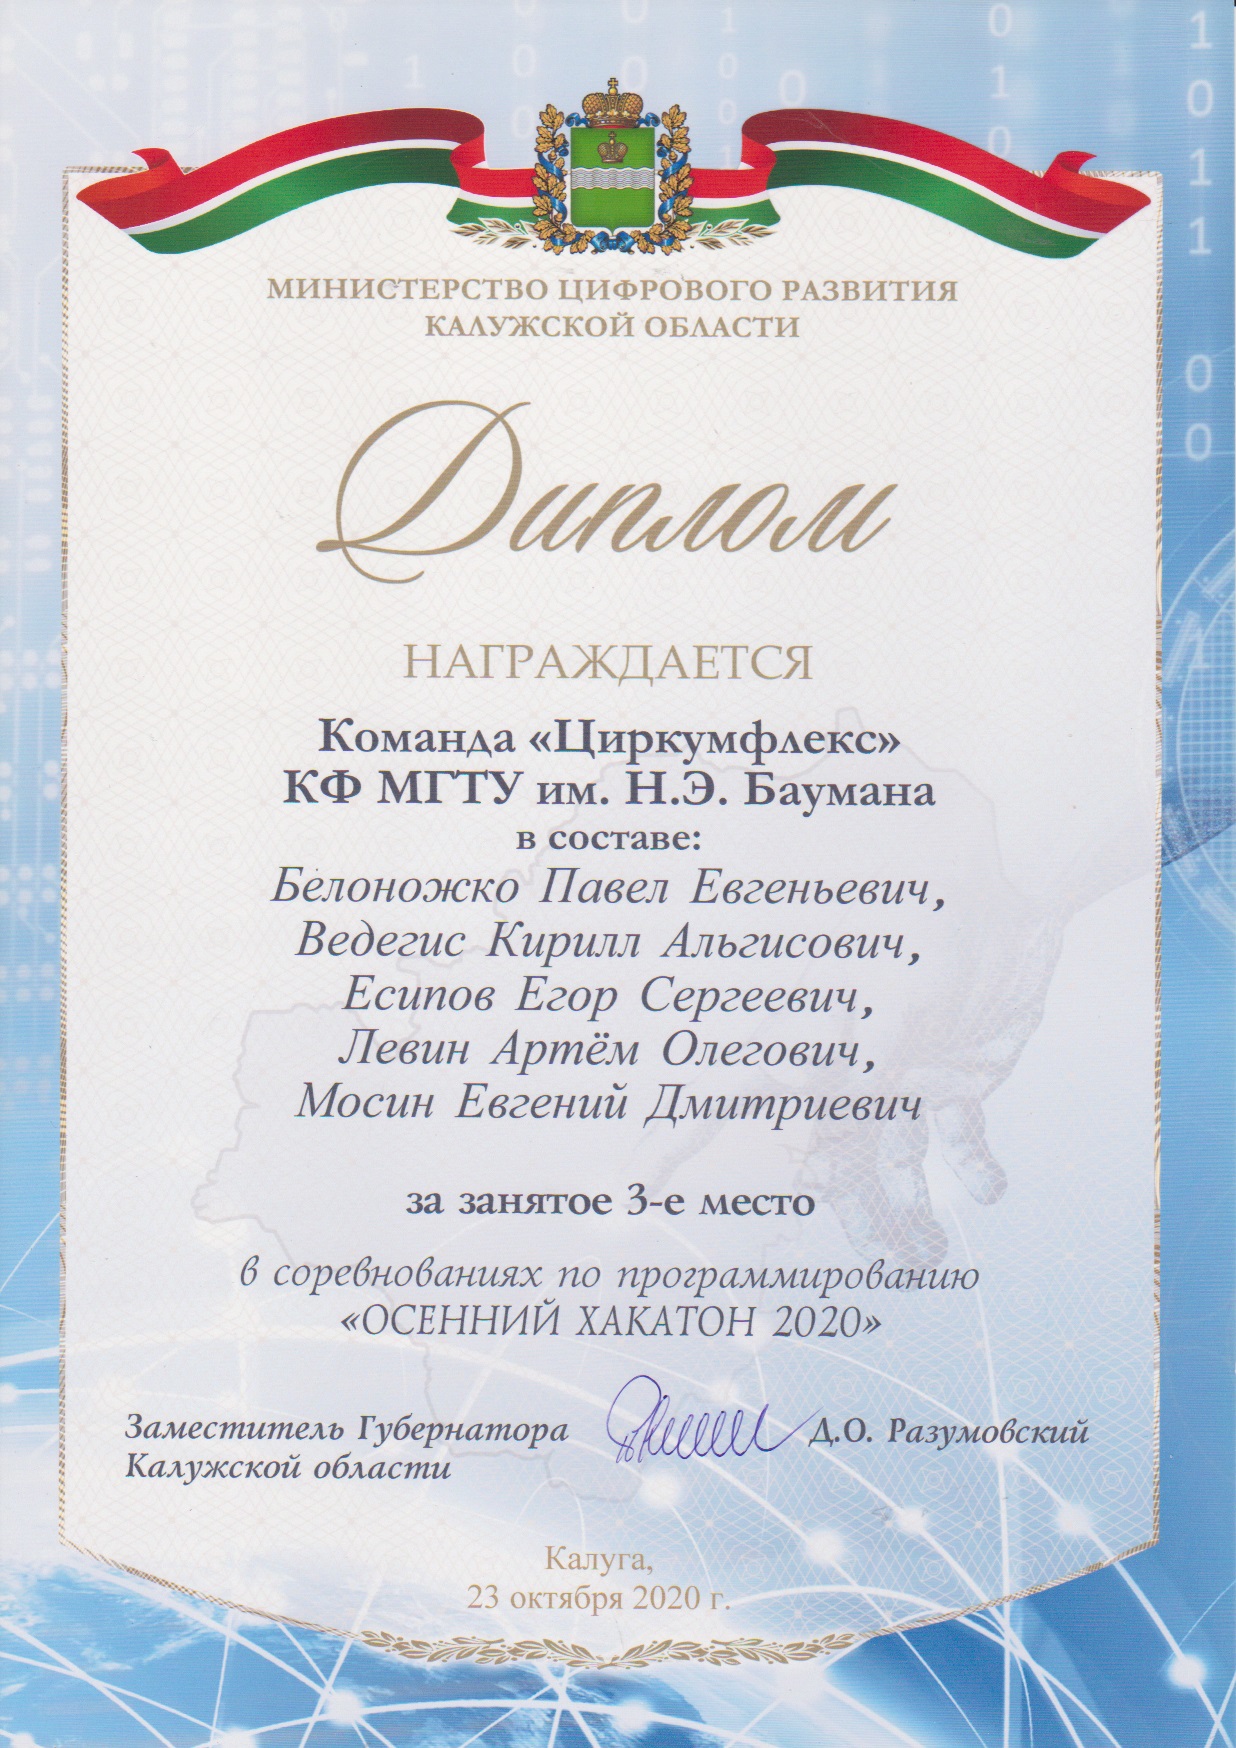 МИНИСТЕРСТВО ЦИФРОВОГО РАЗВИТИЯ
КАЛУЖСКОЙ ОБЛАСТИ
Диплом
НАГРАЖДАЕТСЯ
Команда «Циркумфлекс»
КФ МГТУ им. Н.Э. Баумана
в составе:
Белоножко Павел Евгеньевич,
Ведегис Кирилл Альгисович,
Есипов Егор Сергеевич,
Левин Артём Олегович,
Мосин Евгений Дмитриевич
за занятое 3-е место
в соревнованиях по программированию
«ОСЕННИЙ ХАКАТОН 2020»
Заместитель Губернатора
Калужской области
Д.О. Разумовский
Калуга,
23 октября 2020 г.